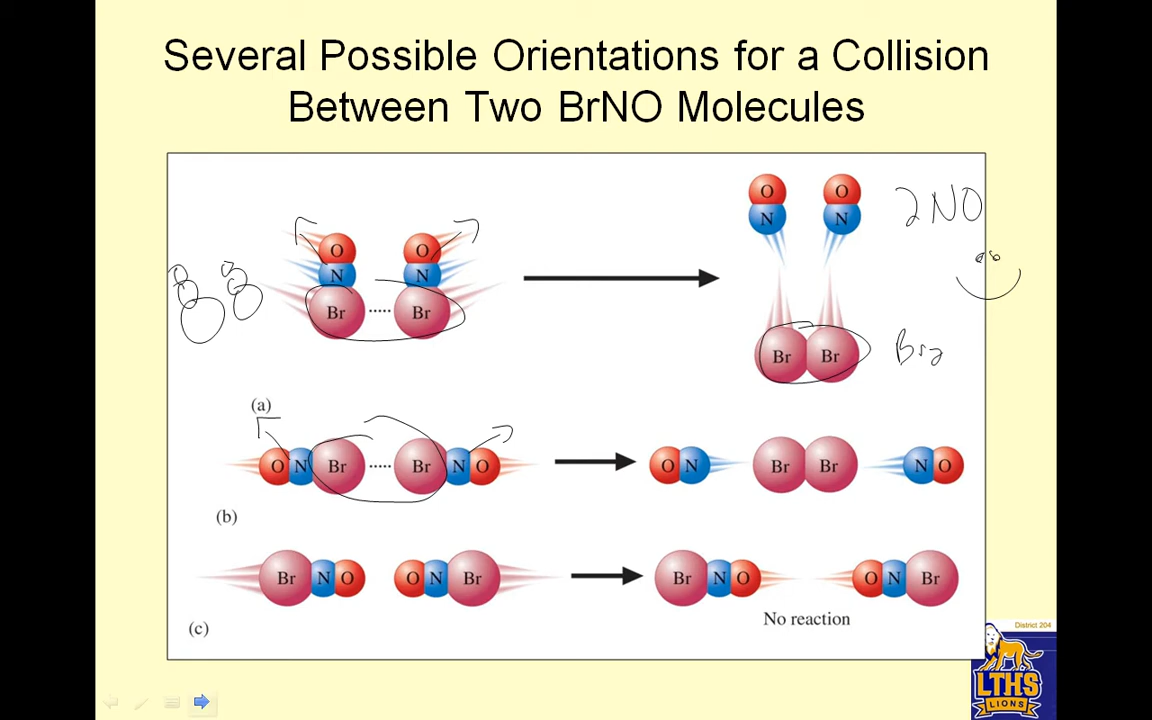 Several Possible Orientations for a Collision
Between Two BrNO Molecules
O O
N N
2NO
O O
N N
Br Br
Br Br
Br2
(a)
O N Br Br N O
O N Br Br N O
(b)
Br N O O N Br
Br N O O N Br
No reaction
(c)
District 204
LTHS
LIONS